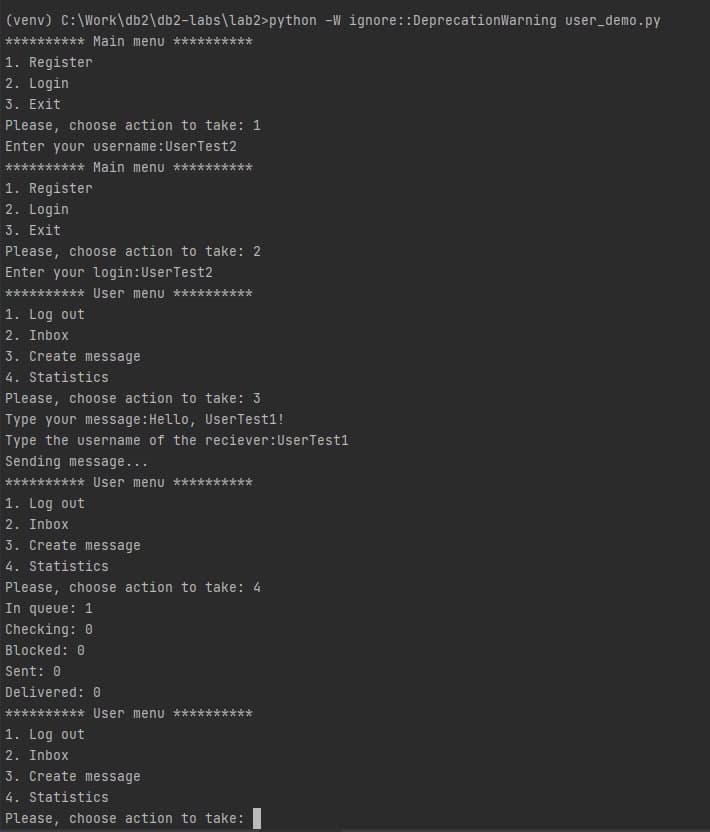 (venv) C:\Work\db2\db2-labs\lab2>python -W ignore::DeprecationWarning user_demo.py
********** Main menu **********
1. Register
2. Login
3. Exit
Please, choose action to take: 1
Enter your username:UserTest2
********** Main menu **********
1. Register
2. Login
3. Exit
Please, choose action to take: 2
Enter your login:UserTest2
********** User menu **********
1. Log out
2. Inbox
3. Create message
4. Statistics
Please, choose action to take: 3
Type your message:Hello, UserTest1!
Type the username of the reciever:UserTest1
Sending message...
********** User menu **********
1. Log out
2. Inbox
3. Create message
4. Statistics
Please, choose action to take: 4
In queue: 1
Checking: 0
Blocked: 0
Sent: 0
Delivered: 0
********** User menu **********
1. Log out
2. Inbox
3. Create message
4. Statistics
Please, choose action to take: